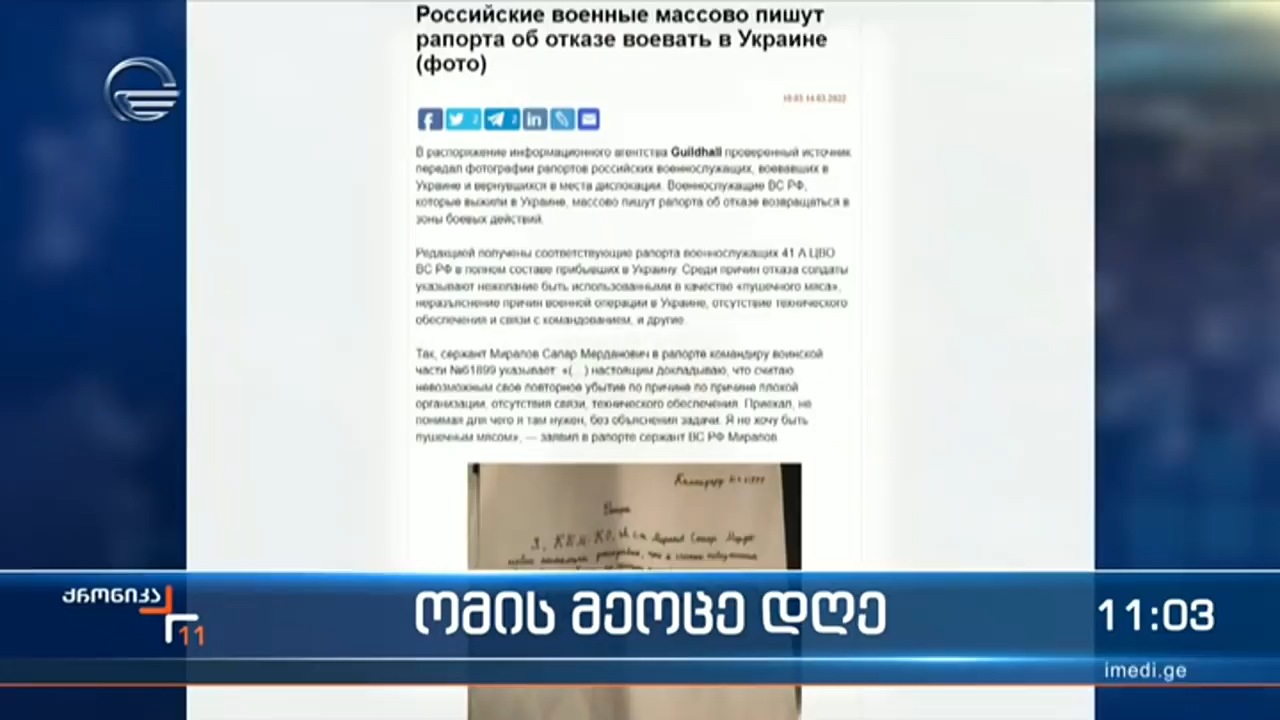 Российские военные массово пишут
рапорта об отказе воевать в Украине
(фото)
10:03 14.03.2022
2
2
В распоряжение информационного агентства Guildhall проверенный источник
передал фотографии рапортов российских военнослужащих, воевавших в
Украине и вернувшихся в места дислокации. Военнослужащие ВС РФ,
которые выжили в Украине, массово пишут рапорта об отказе возвращаться в
зоны боевых действий.
Редакцией получены соответствующие рапорта военнослужащих 41 А ЦВО
ВС РФ в полном составе прибывших в Украину. Среди причин отказа солдаты
указывают нежелание быть использованными в качестве «пушечного мяса»,
неразъяснение причин военной операции в Украине, отсутствие технического
обеспечения и связи с командованием, и другие.
Так, сержант Мирапов Сапар Мерданович в рапорте командиру воинской
части №61899 указывает: «(...) настоящим докладываю, что считаю
невозможным свое повторное убытие по причине по причине плохой
организации, отсутствия связи, технического обеспечения. Приехал, не
понимая для чего я там нужен, без объяснения задачи. Я не хочу быть
пушечным мясом», — заявил в рапорте сержант ВС РФ Мирапов.
Командиру
ქრონიკა
11
ომის მეოცე დღე
11:03
imedi.ge